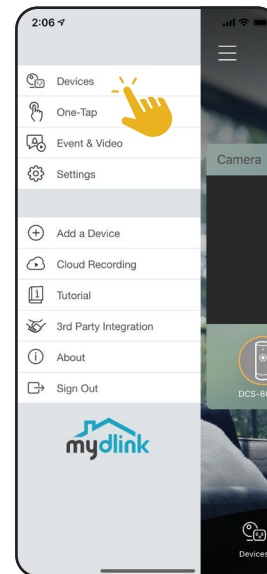 2:06
Devices
One-Tap
Event & Video
Settings
Add a Device
Cloud Recording
Tutorial
3rd Party Integration
About
Sign Out
mydlink
Camera
Devices